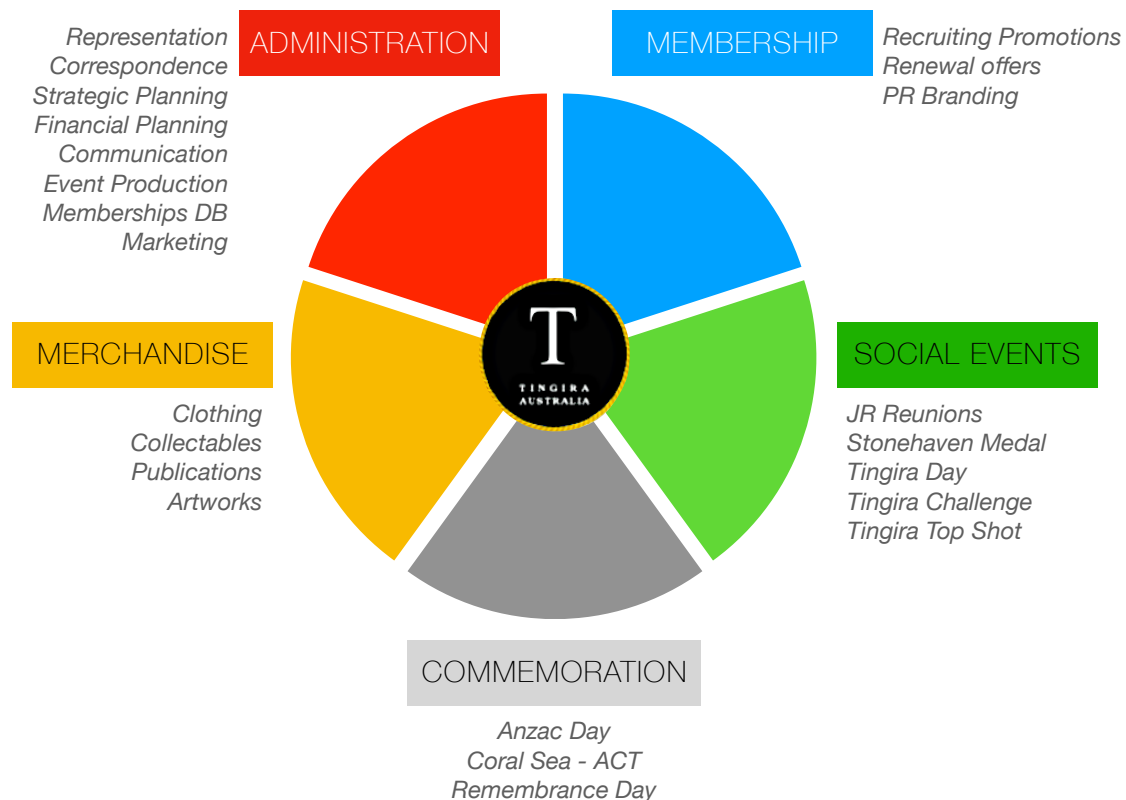 ADMINISTRATION
Representation
Correspondence
Strategic Planning
Financial Planning
Communication
Event Production
Memberships DB
Marketing
MEMBERSHIP
Recruiting Promotions
Renewal offers
PR Branding
MERCHANDISE
Clothing
Collectables
Publications
Artworks
T
TINGIRA
AUSTRALIA
SOCIAL EVENTS
JR Reunions
Stonehaven Medal
Tingira Day
Tingira Challenge
Tingira Top Shot
COMMEMORATION
Anzac Day
Coral Sea - ACT
Remembrance Day